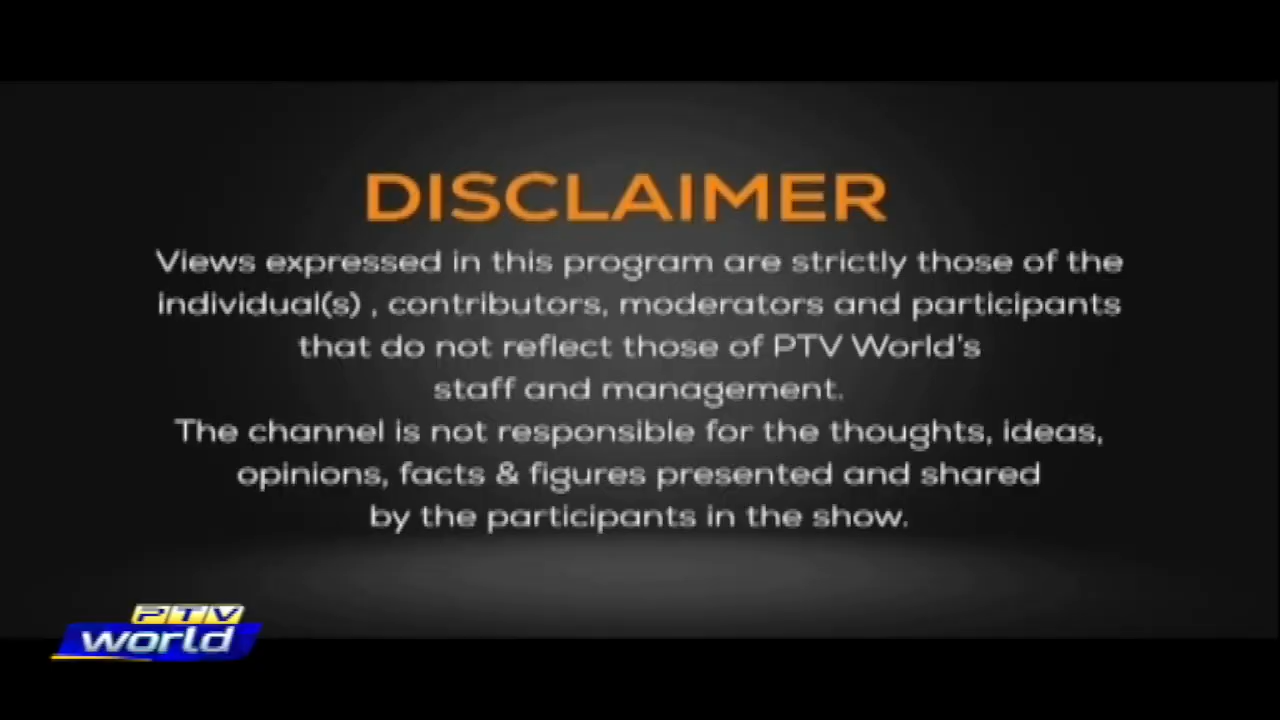 DISCLAIMER
Views expressed in this program are strictly those of the
individual(s) , contributors, moderators and participants
that do not reflect those of PTV World's
staff and management.
The channel is not responsible for the thoughts, ideas,
opinions, facts & figures presented and shared
by the participants in the show.
PTV
world